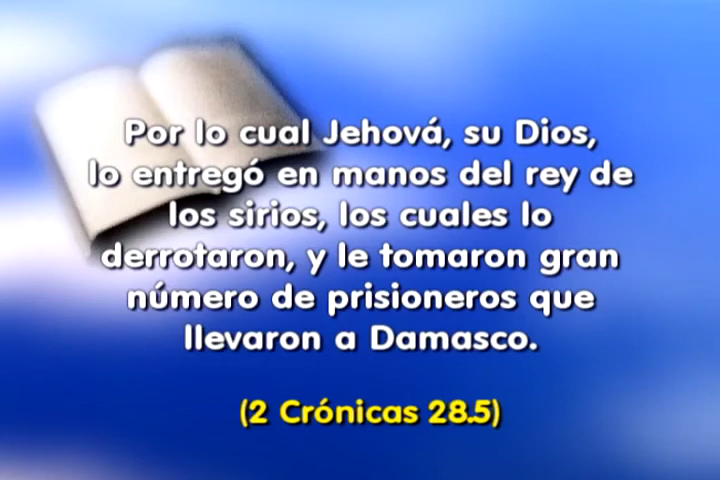 Por lo cual Jehová, su Dios,
lo entregó en manos del rey de
los sirios, los cuales lo
derrotaron, y le tomaron gran
número de prisioneros que
llevaron a Damasco.
(2 Crónicas 28.5)